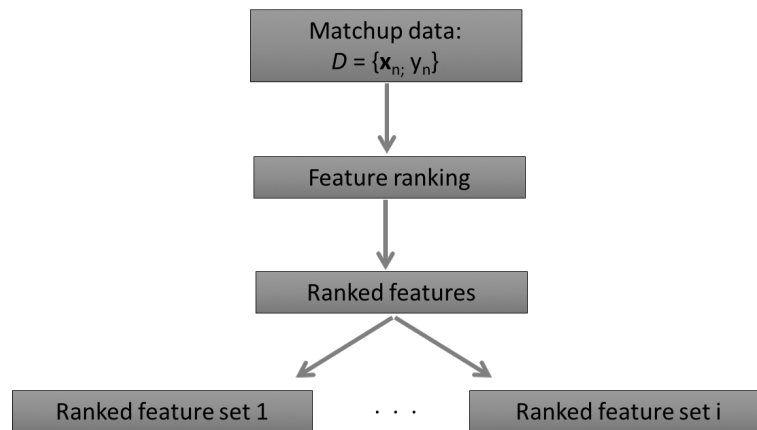 Matchup data:
D = {xn; yn}
Feature ranking
Ranked features
Ranked feature set 1 . . . Ranked feature set i